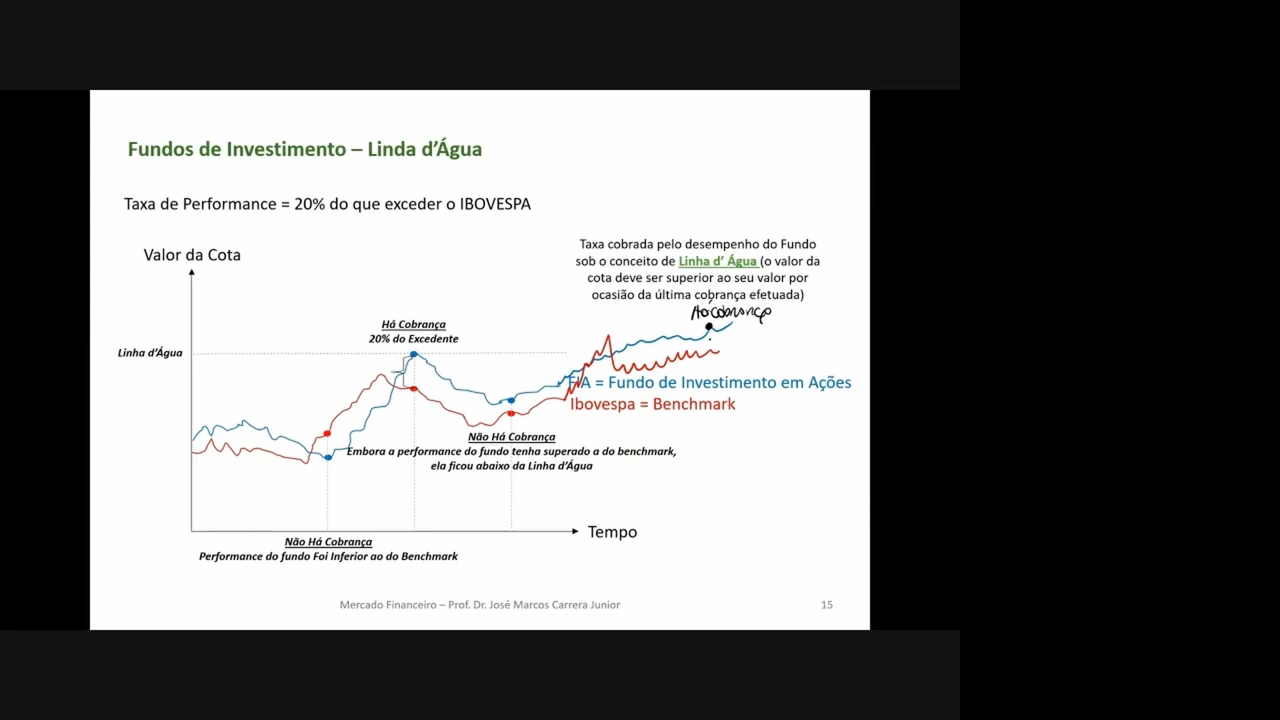 Fundos de Investimento – Linda d'Água
Taxa de Performance = 20% do que exceder o IBOVESPA
Valor da Cota
Taxa cobrada pelo desempenho do Fundo
sob o conceito de Linha d' Água (o valor da
cota deve ser superior ao seu valor por
ocasião da última cobrança efetuada)
Há cobrança
Há Cobrança
20% do Excedente
Linha d'Água
FIA = Fundo de Investimento em Ações
Ibovespa = Benchmark
Não Há Cobrança
Embora a performance do fundo tenha superado a do benchmark,
ela ficou abaixo da Linha d'Água
Tempo
Não Há Cobrança
Performance do fundo Foi Inferior ao do Benchmark
Mercado Financeiro – Prof. Dr. José Marcos Carrera Junior
15